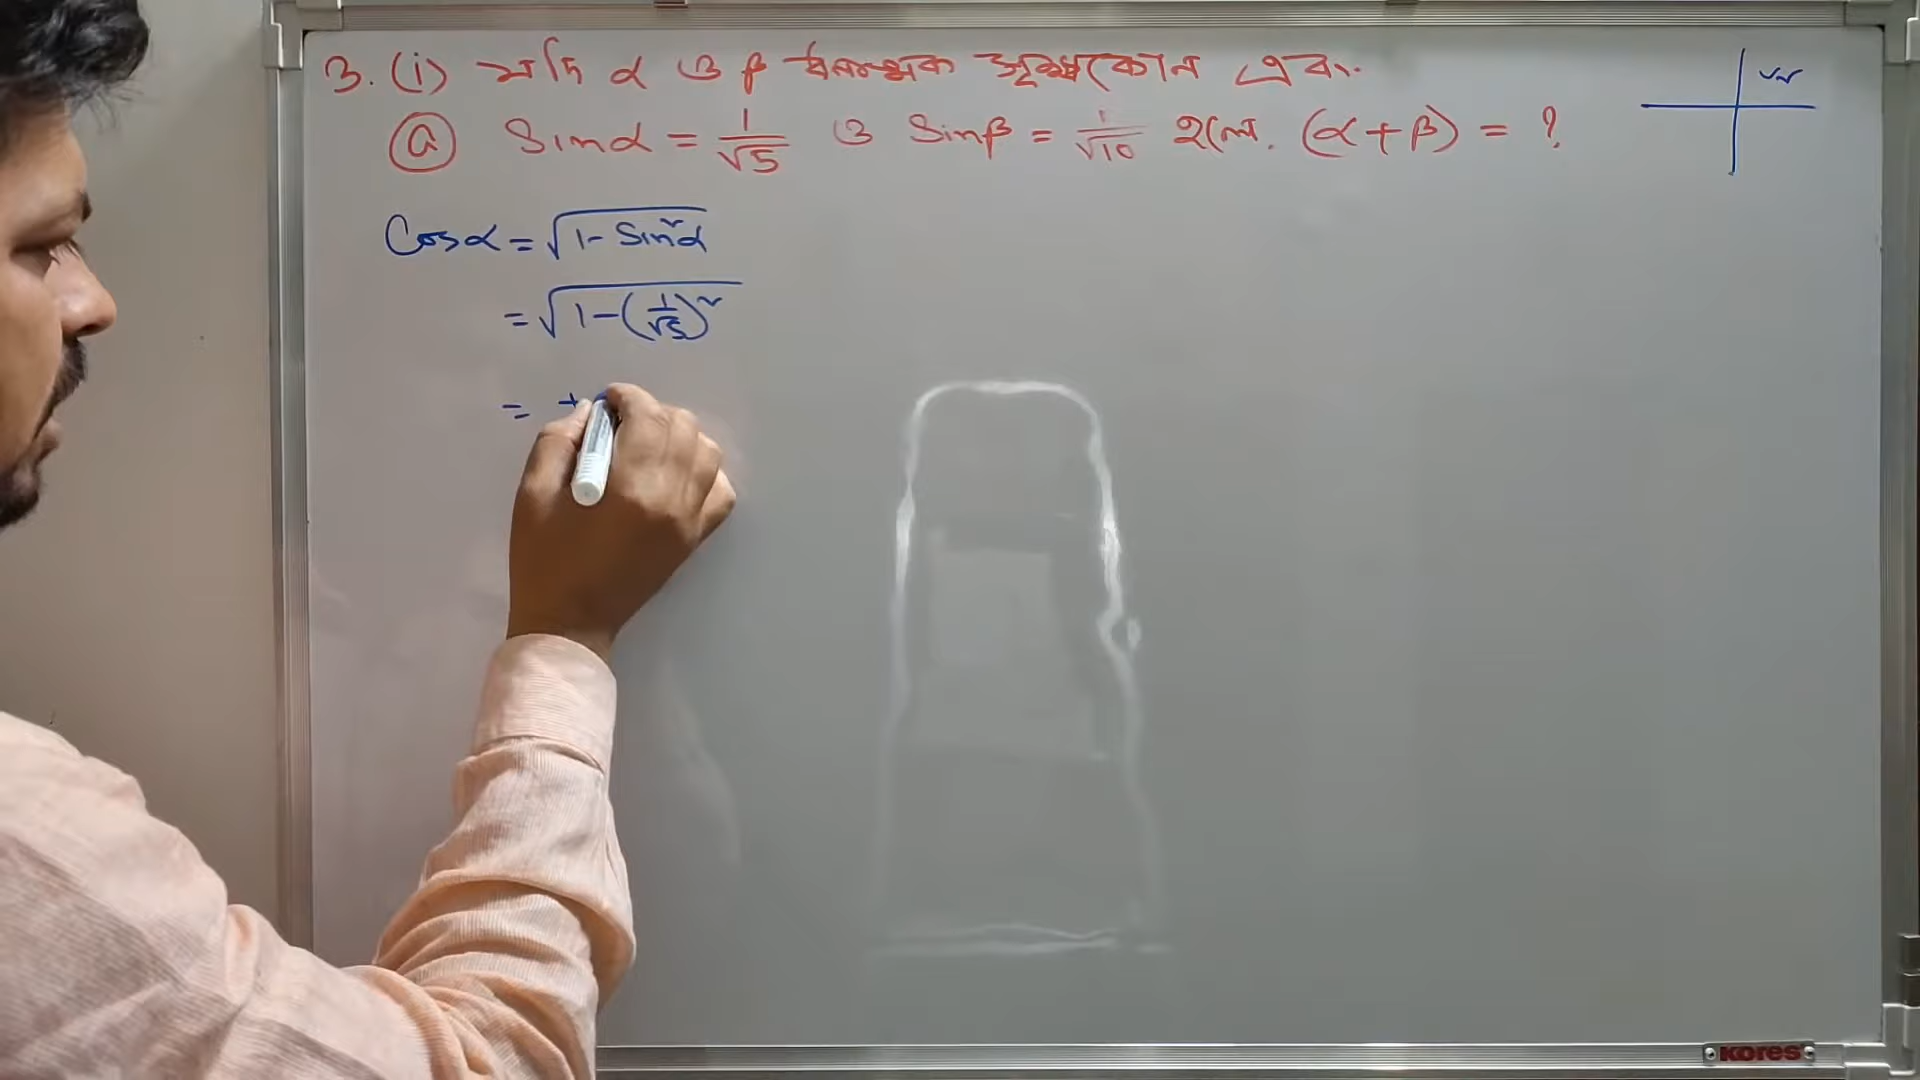 3. (i) যদি α ও β ধনাত্মক সূক্ষ্মকোন এবং
ⓐ Sinα = 1/√5 ও Sinβ = 1/√10 হলে. (α+β) = ?
Cosα = √(1 - Sin²α)
= √(1 - (1/√5)²)
= +
KORES